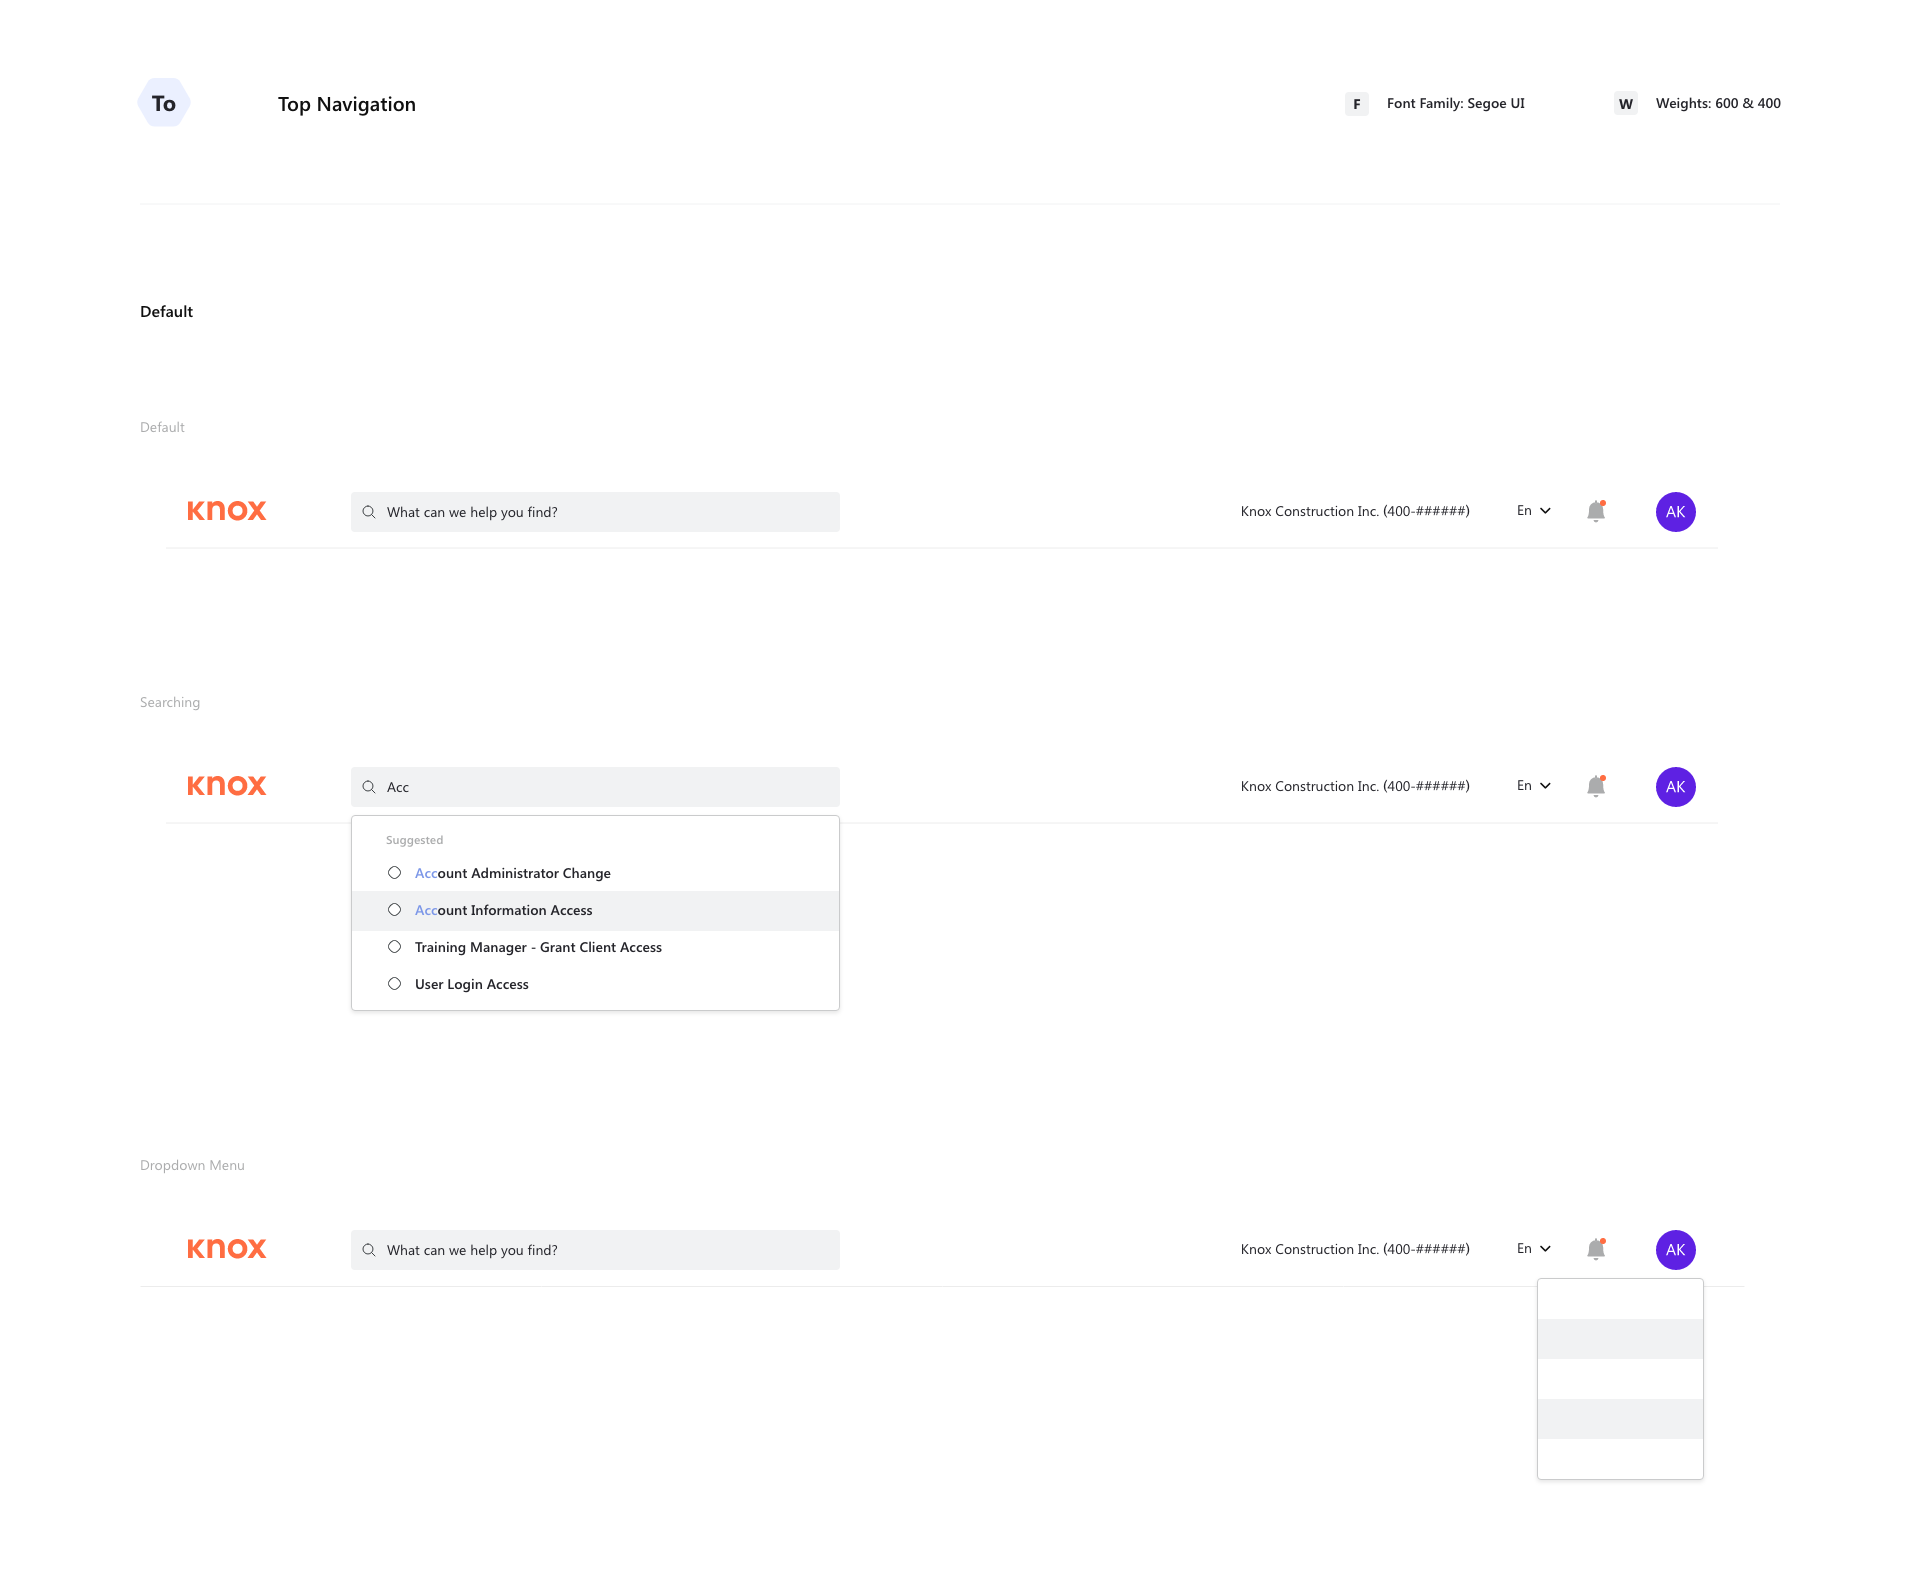 To
Top Navigation
F Font Family: Segoe UI
W Weights: 600 & 400
Default
Default
knox
What can we help you find?
Knox Construction Inc. (400-######)
En
AK
Searching
knox
Acc
Knox Construction Inc. (400-######)
En
AK
Suggested
Account Administrator Change
Account Information Access
Training Manager - Grant Client Access
User Login Access
Dropdown Menu
knox
What can we help you find?
Knox Construction Inc. (400-######)
En
AK